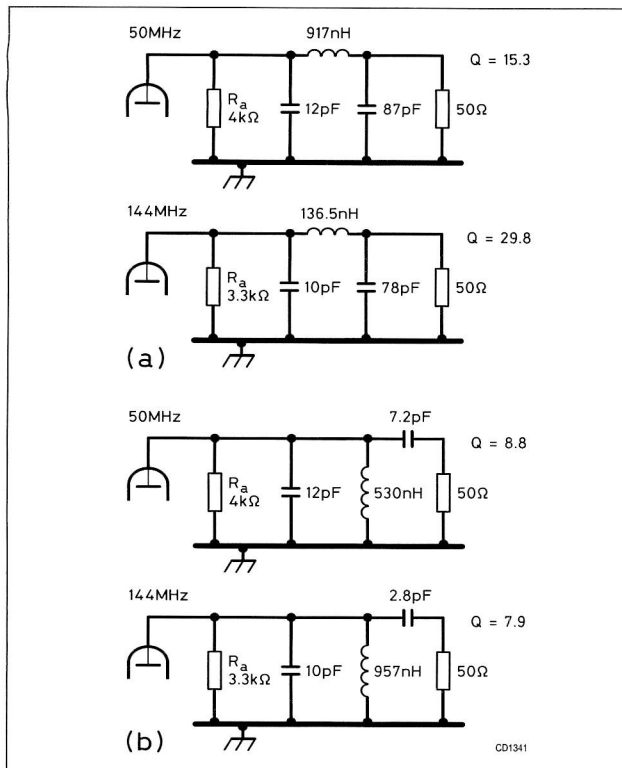 50MHz
917nH
Q = 15.3
Ra
4kΩ
12pF
87pF
50Ω
144MHz
136.5nH
Q = 29.8
Ra
3.3kΩ
10pF
78pF
50Ω
(a)
50MHz
7.2pF
Q = 8.8
Ra
4kΩ
12pF
530nH
50Ω
144MHz
2.8pF
Q = 7.9
Ra
3.3kΩ
10pF
957nH
50Ω
(b)
CD1341